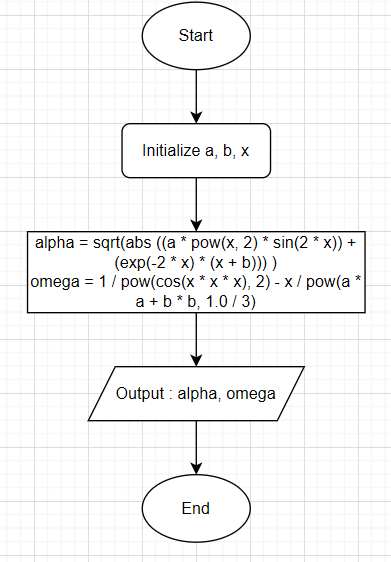 Start
Initialize a, b, x
alpha = sqrt(abs ((a * pow(x, 2) * sin(2 * x)) +
(exp(-2 * x) * (x + b))) )
omega = 1 / pow(cos(x * x * x), 2) - x / pow(a *
a + b * b, 1.0 / 3)
Output : alpha, omega
End